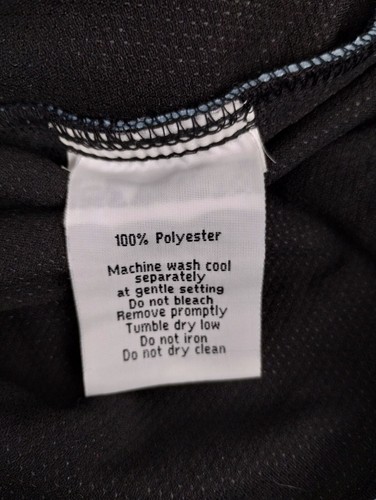 100% Polyester
Machine wash cool
separately
at gentle setting
Do not bleach
Remove promptly
Tumble dry low
Do not iron
Do not dry clean